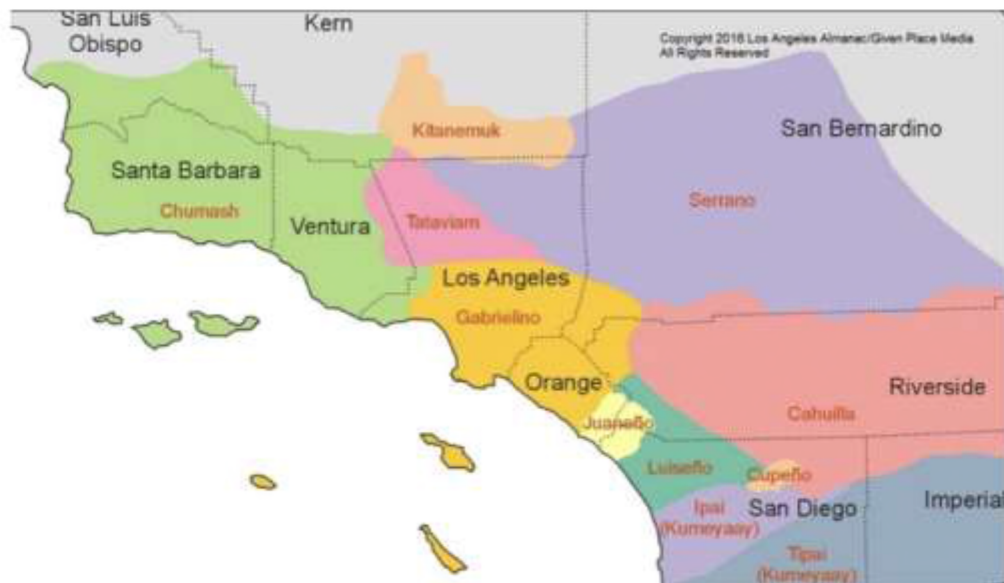 San Luis
Obispo
Kern
Copyright 2016 Los Angeles Almanac/Given Place Media
All Rights Reserved
Kitanemuk
San Bernardino
Santa Barbara
Chumash
Ventura
Tataviam
Serrano
Los Angeles
Gabrielino
Orange
Riverside
Juaneño
Cahuilla
Luiseño
Cupeño
Ipai
(Kumeyaay)
San Diego
Imperial
Tipai
(Kumeyaay)